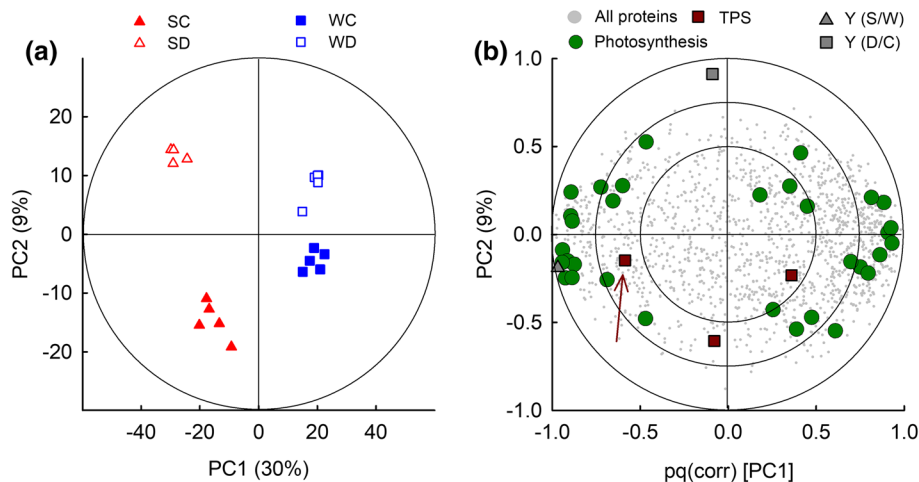 SC
WC
SD
WD
All proteins
TPS
Y (S/W)
Photosynthesis
Y (D/C)
(a)
(b)
20
10
0
-10
-20
PC2 (9%)
-40
-20
0
20
40
PC1 (30%)
1.0
0.5
0.0
-0.5
-1.0
PC2 (9%)
-1.0
-0.5
0.0
0.5
1.0
pq(corr) [PC1]